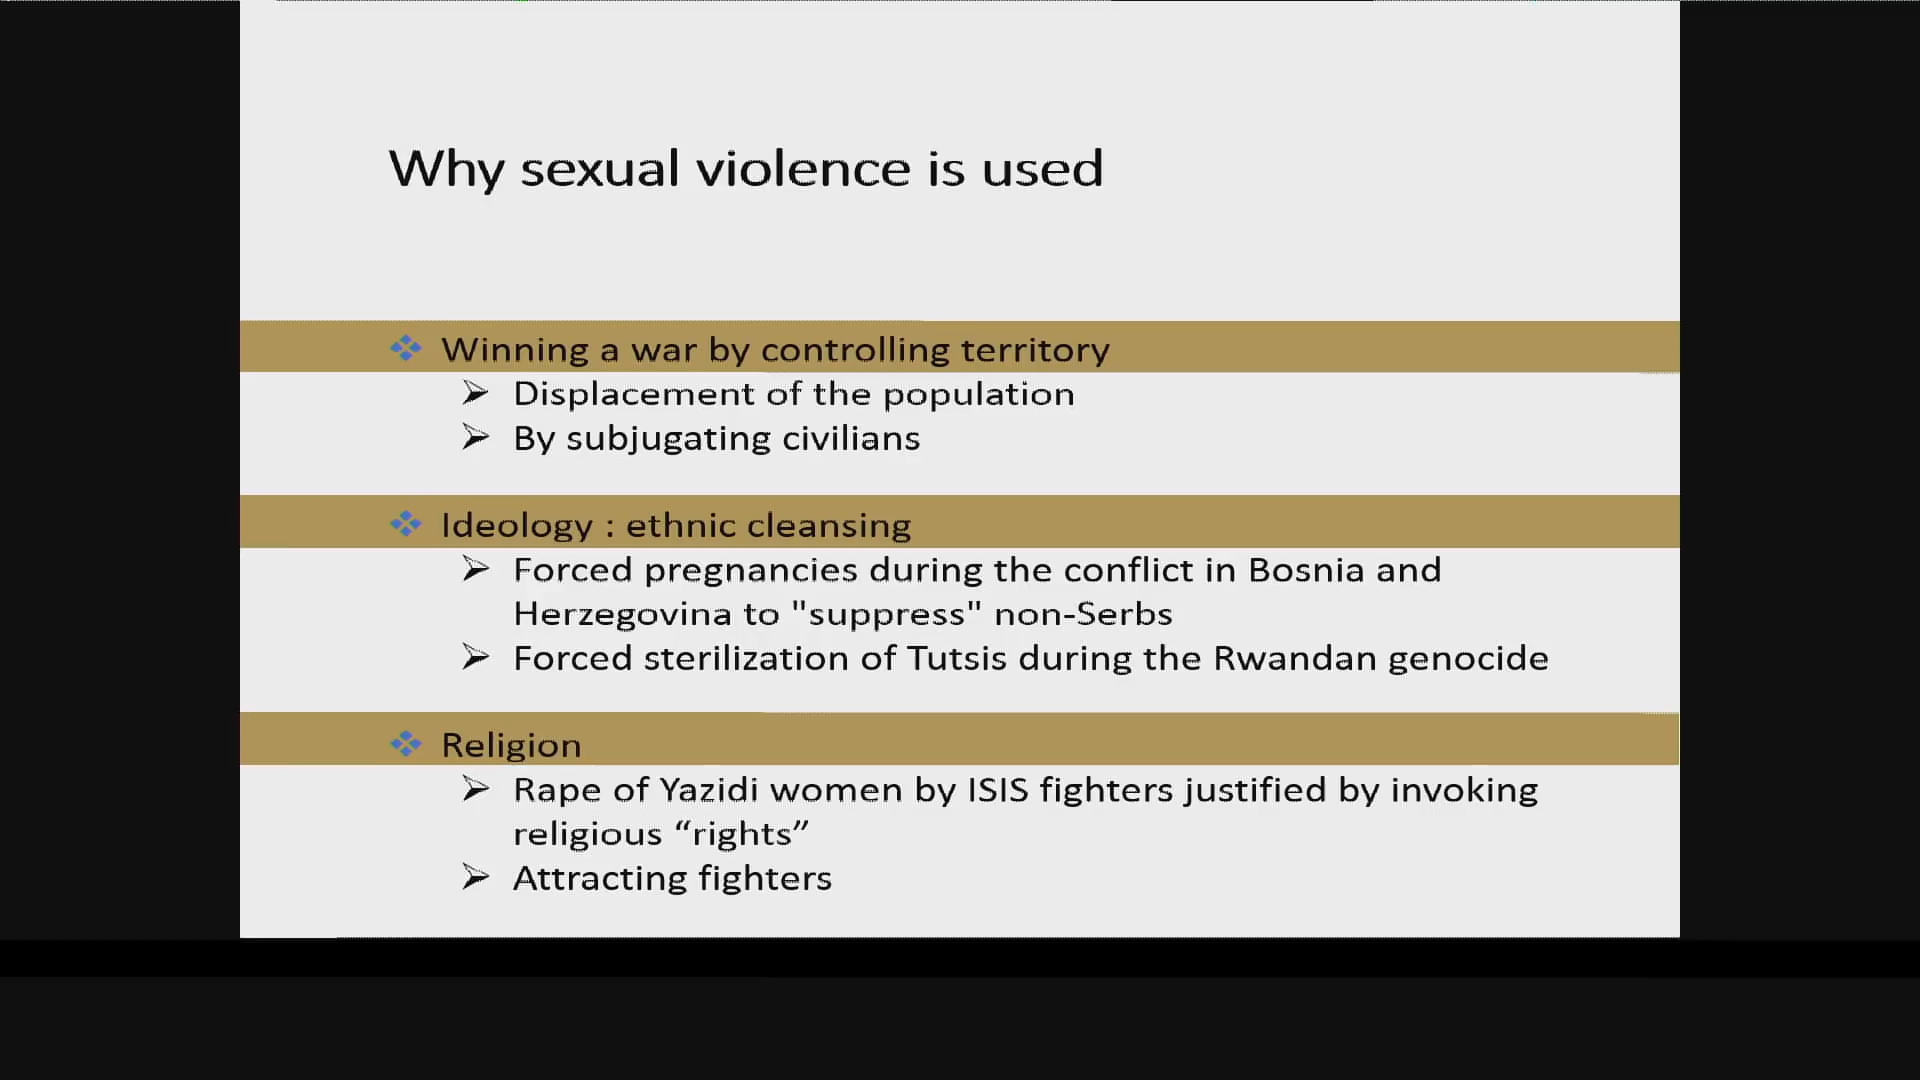 Why sexual violence is used
Winning a war by controlling territory
Displacement of the population
By subjugating civilians
Ideology : ethnic cleansing
Forced pregnancies during the conflict in Bosnia and
Herzegovina to "suppress" non-Serbs
Forced sterilization of Tutsis during the Rwandan genocide
Religion
Rape of Yazidi women by ISIS fighters justified by invoking
religious “rights”
Attracting fighters